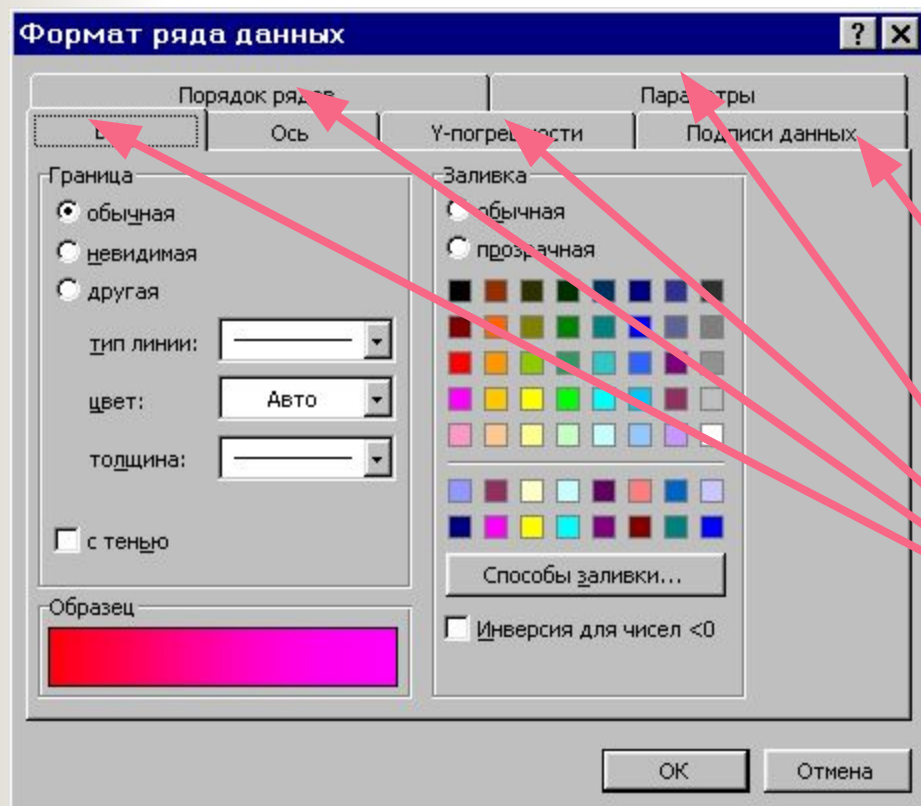 Формат ряда данных
Порядок рядов
Параметры
Ось
Y-погрешности
Подписи данных
Граница
обычная
невидимая
другая
тип линии:
цвет:
Авто
толщина:
с тенью
Образец
Заливка
обычная
прозрачная
Способы заливки...
Инверсия для чисел <0
ОК
Отмена